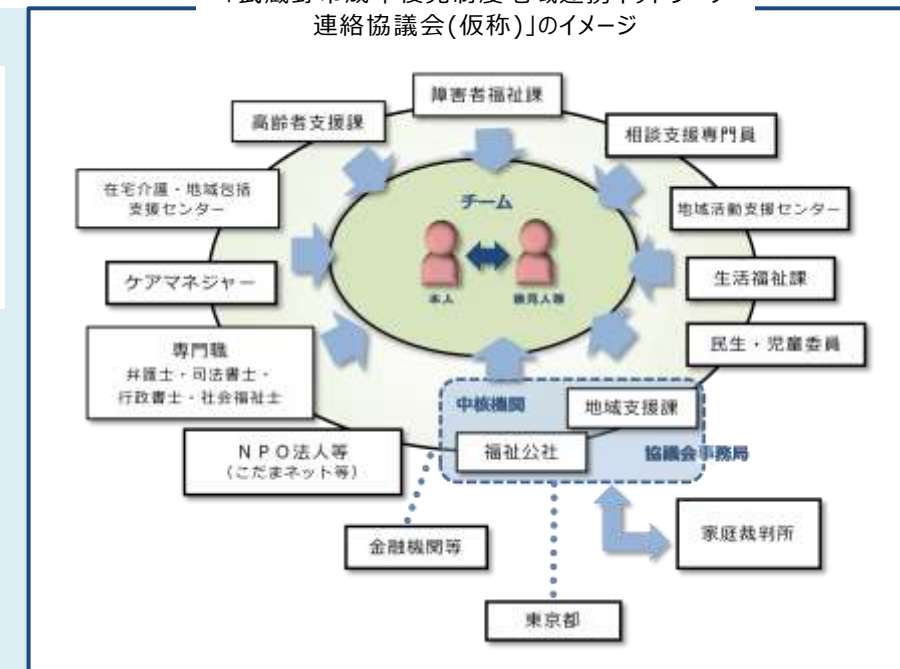 連絡協議会(仮称)」のイメージ
障害者福祉課
高齢者支援課
相談支援専門員
在宅介護・地域包括
支援センター
チーム
地域活動支援センター
本人
後見人等
ケアマネジャー
生活福祉課
専門職
弁護士・司法書士・
行政書士・社会福祉士
民生・児童委員
中核機関
地域支援課
NPO法人等
(こだまネット等)
福祉公社
協議会事務局
金融機関等
家庭裁判所
東京都